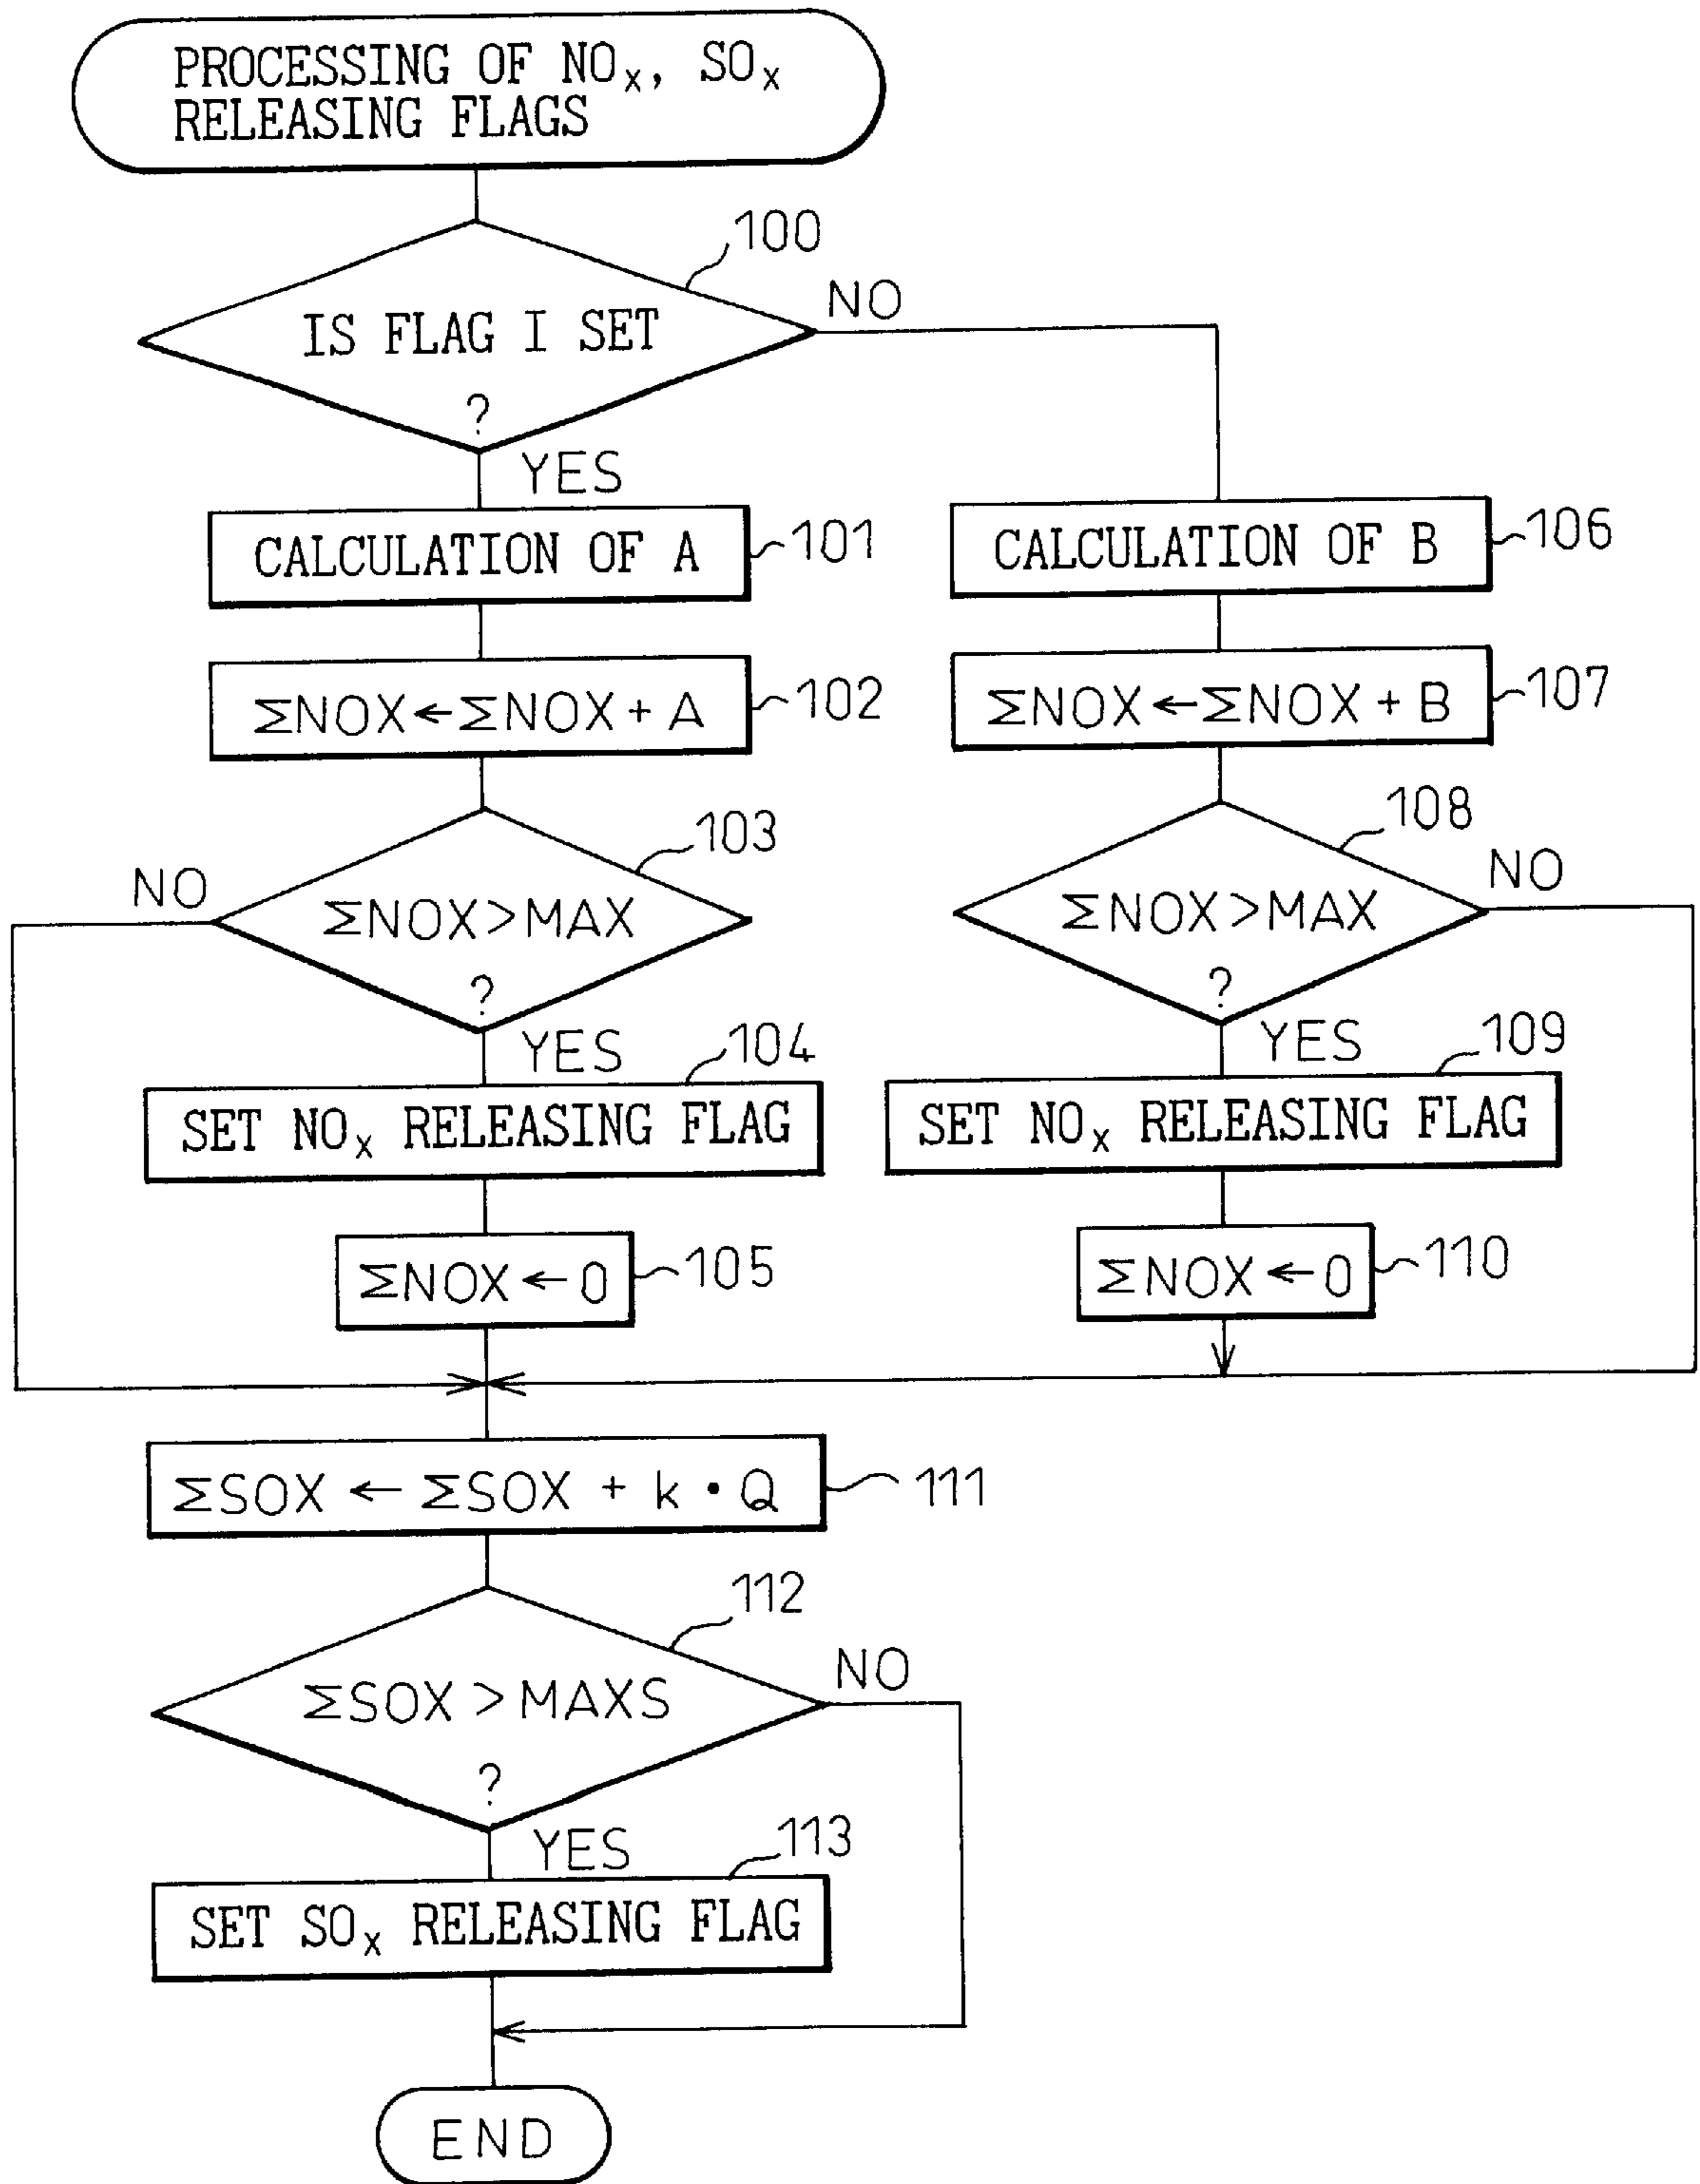 PROCESSING OF NOₓ, SOₓ
RELEASING FLAGS
100
IS FLAG I SET
?
NO
YES
CALCULATION OF A
101
ΣNOX←ΣNOX + A
102
103
NO
ΣNOX>MAX
?
YES
104
SET NOₓ RELEASING FLAG
ΣNOX←0
105
CALCULATION OF B
106
ΣNOX←ΣNOX + B
107
108
NO
ΣNOX>MAX
?
YES
109
SET NOₓ RELEASING FLAG
ΣNOX←0
110
ΣSOX ← ΣSOX + k · Q
111
112
NO
ΣSOX > MAXS
?
YES
113
SET SOₓ RELEASING FLAG
END